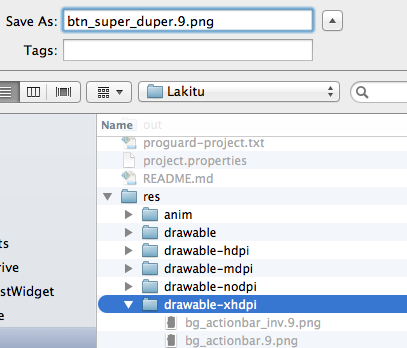 Save As: btn_super_duper.9.png
Tags:
Lakitu
Name
out
proguard-project.txt
project.properties
README.md
res
anim
ts drawable
drawable-hdpi
rive drawable-mdpi
stWidget drawable-nodpi
e drawable-xhdpi
bg_actionbar_inv.9.png
bg_actionbar.9.png